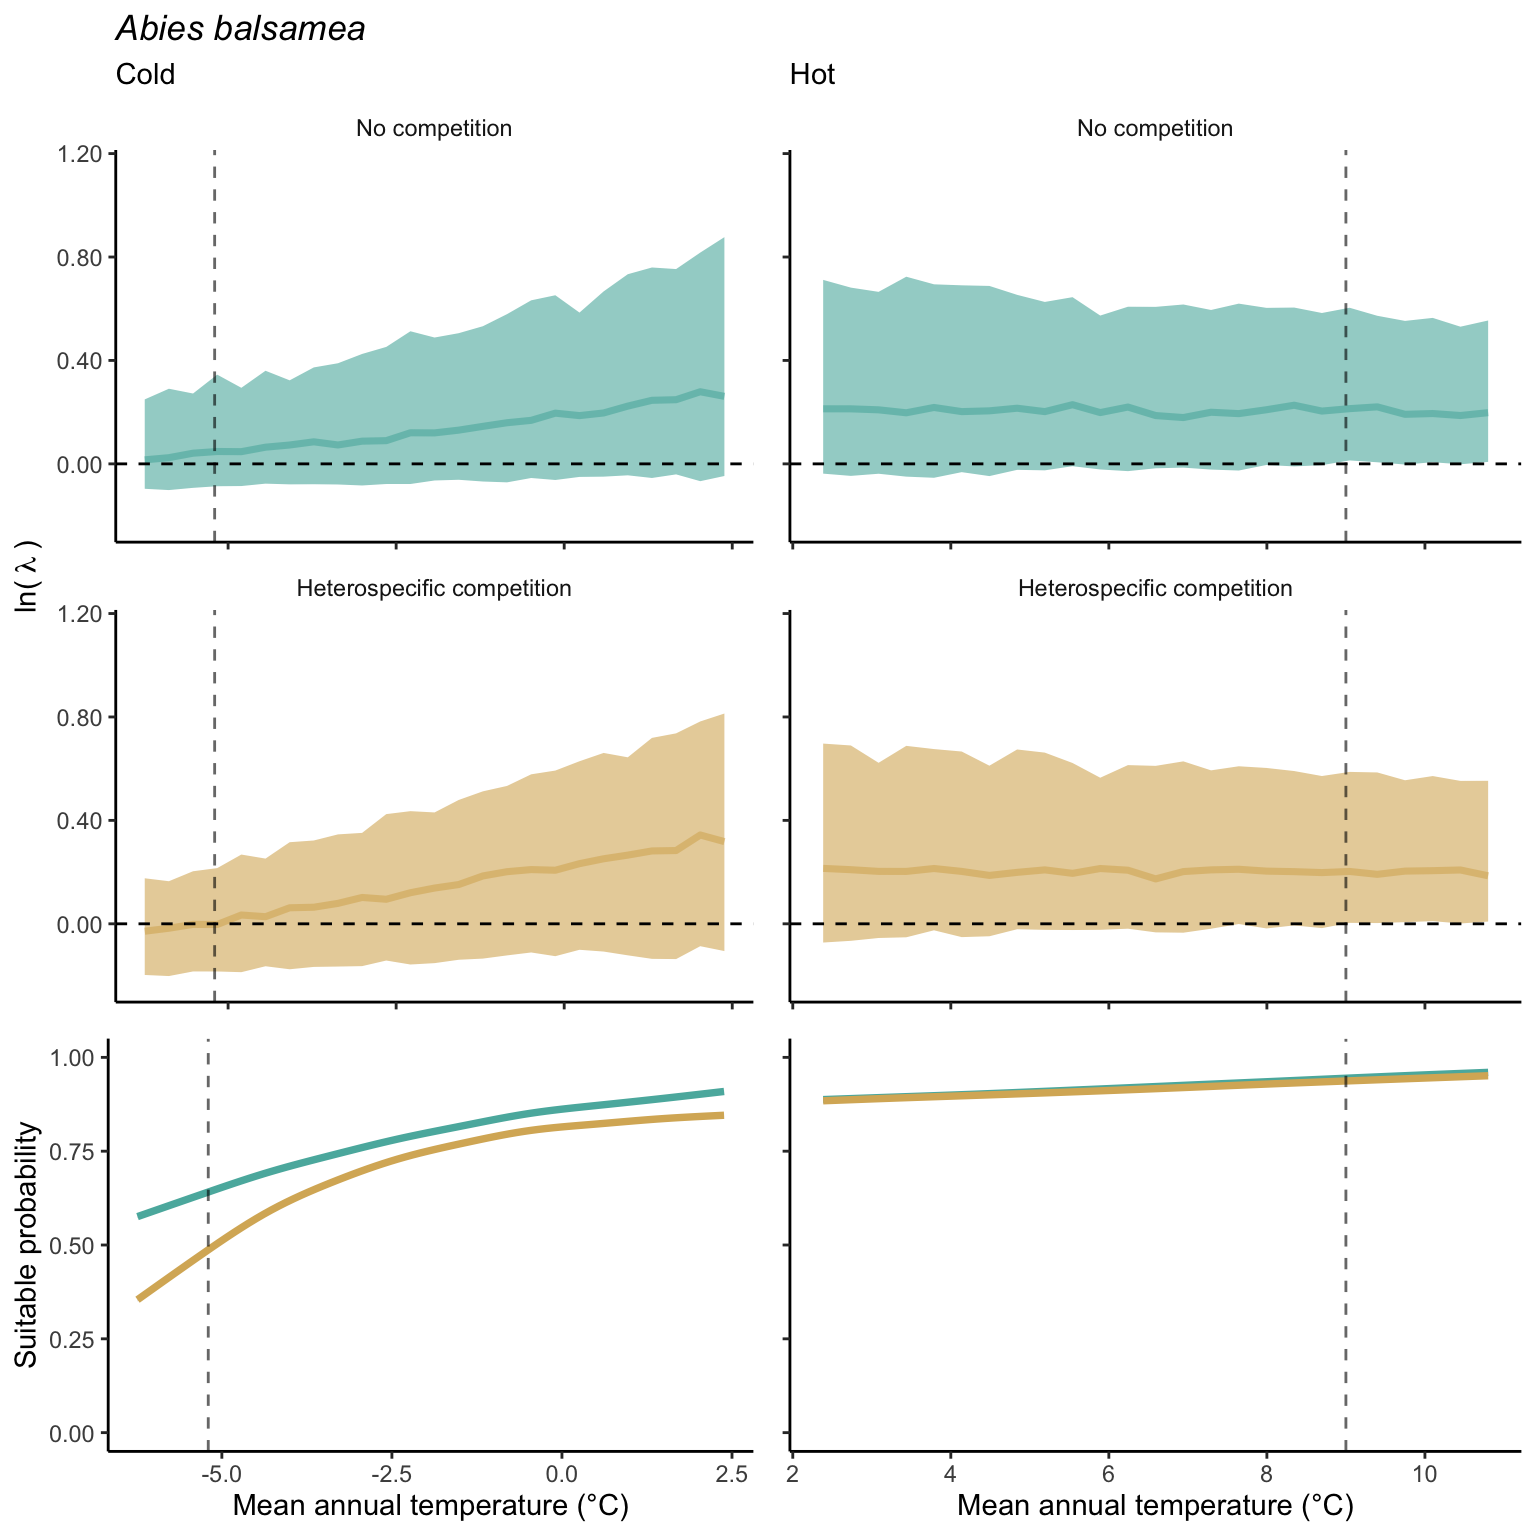 Abies balsamea
Cold
Hot
No competition
No competition
1.20
0.80
0.40
0.00
ln( λ )
Heterospecific competition
Heterospecific competition
1.20
0.80
0.40
0.00
Suitable probability
1.00
0.75
0.50
0.25
0.00
-5.0 -2.5 0.0 2.5
2 4 6 8 10
Mean annual temperature (°C)
Mean annual temperature (°C)